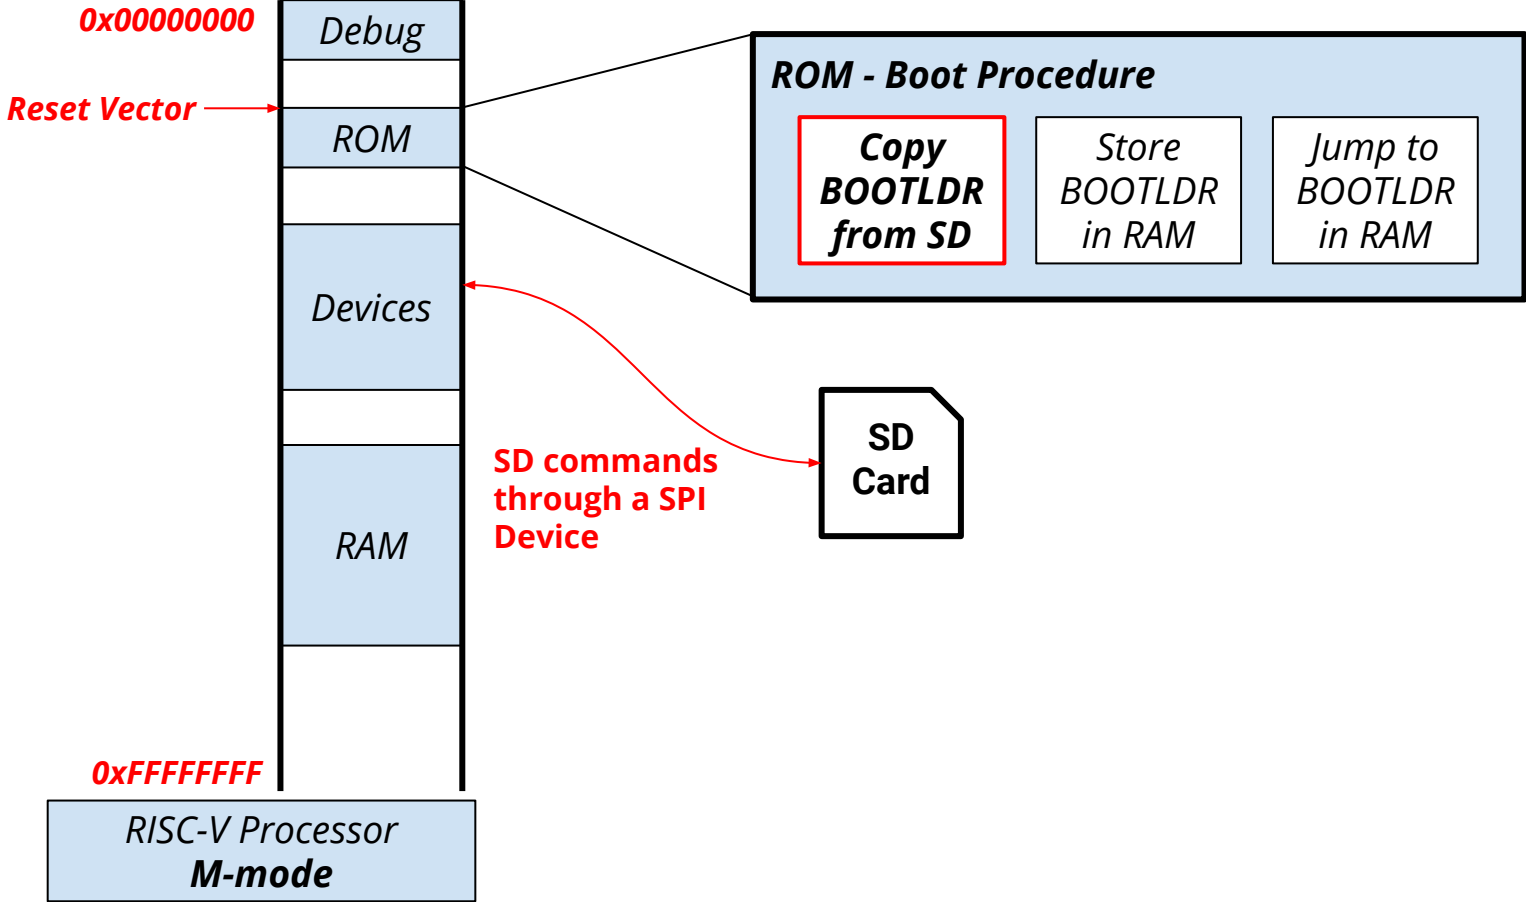 0x00000000
Debug
Reset Vector
ROM
Devices
RAM
0xFFFFFFFF
RISC-V Processor
M-mode
ROM - Boot Procedure
Copy
BOOTLDR
from SD
Store
BOOTLDR
in RAM
Jump to
BOOTLDR
in RAM
SD commands
through a SPI
Device
SD
Card